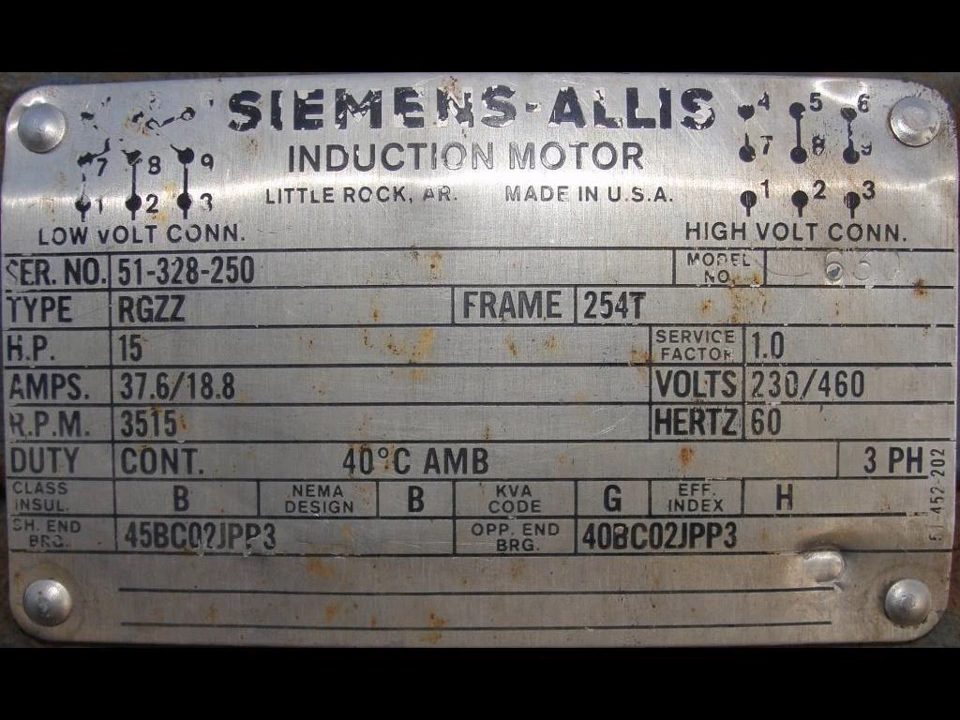 SIEMENS-ALLIS
INDUCTION MOTOR
LITTLE ROCK, AR. MADE IN U.S.A.
7 8 9
1 2 3
LOW VOLT CONN.
4 5 6
7 8 9
1 2 3
HIGH VOLT CONN.
SER. NO. 51-328-250 MODEL NO.
TYPE RGZZ FRAME 254T
H.P. 15 SERVICE FACTOR 1.0
AMPS. 37.6/18.8 VOLTS 230/460
R.P.M. 3515 HERTZ 60
DUTY CONT. 40°C AMB 3 PH
CLASS INSUL. B NEMA DESIGN B KVA CODE G EFF. INDEX H
SH. END BRG. 45BC02JPP3 OPP. END BRG. 40BC02JPP3
51-452-202